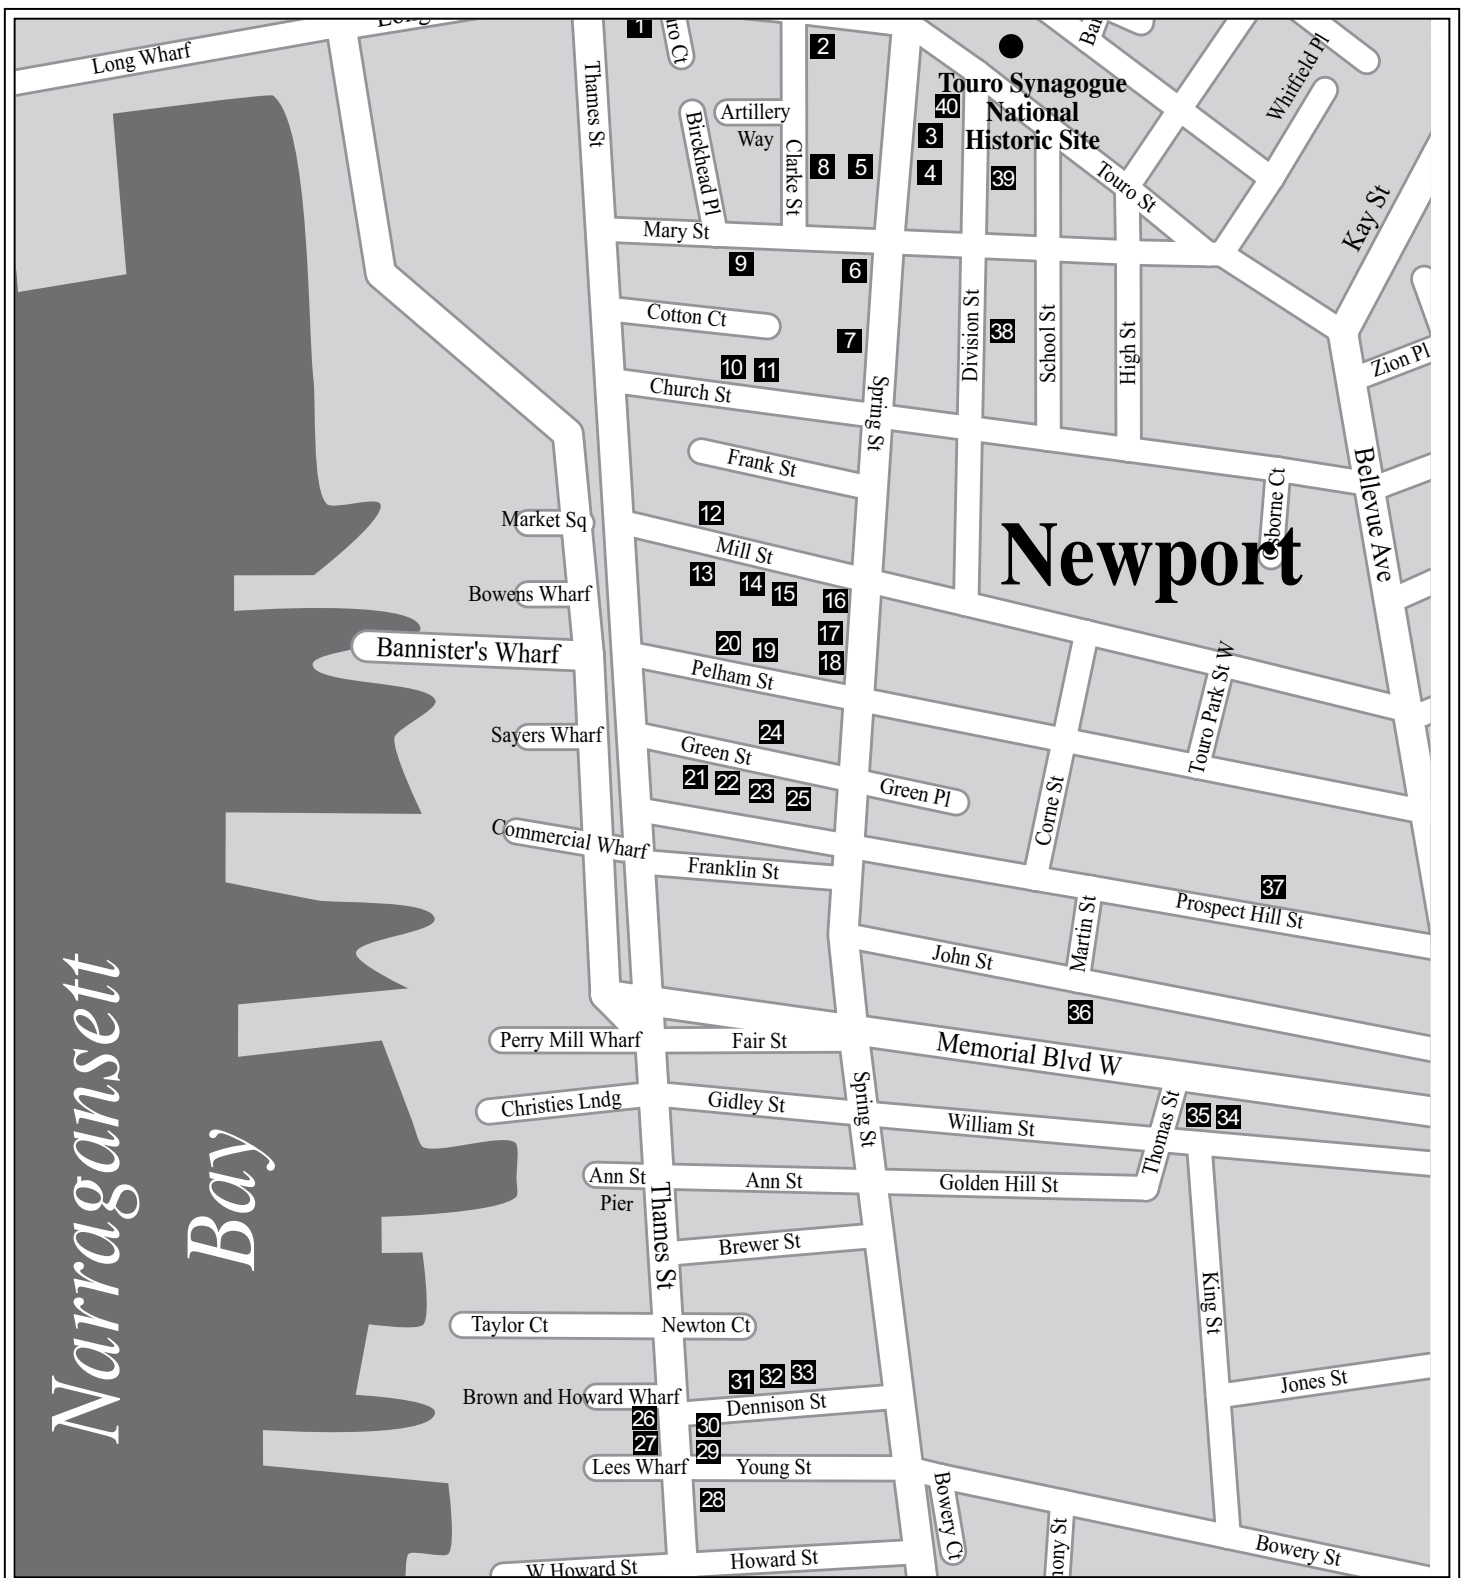 Long Wharf
Thames St
1
2
Touro Synagogue
National
Historic Site
40
3
4
39
Artillery
Way
Birckhead Pl
Clarke St
8
5
Whitfield Pl
Touro St
Kay St
Mary St
9
6
Cotton Ct
7
38
Division St
School St
High St
Zion Pl
10
11
Church St
Spring St
Frank St
Bellevue Ave
Market Sq
12
Mill St
Newport
Bowens Wharf
13
14
15
16
17
18
Bannister's Wharf
20
19
Pelham St
Touro Park St W
Sayers Wharf
24
Green St
21
22
23
25
Green Pl
Corne St
Commercial Wharf
Franklin St
37
Prospect Hill St
Martin St
John St
36
Narragansett
Bay
Perry Mill Wharf
Fair St
Memorial Blvd W
Christies Lndg
Gidley St
Spring St
William St
Thomas St
35
34
Ann St
Pier
Ann St
Golden Hill St
Thames St
Brewer St
King St
Taylor Ct
Newton Ct
31
32
33
Jones St
Brown and Howard Wharf
Dennison St
26
27
30
29
Lees Wharf
Young St
28
Bowery Ct
Bowery St
W Howard St
Howard St